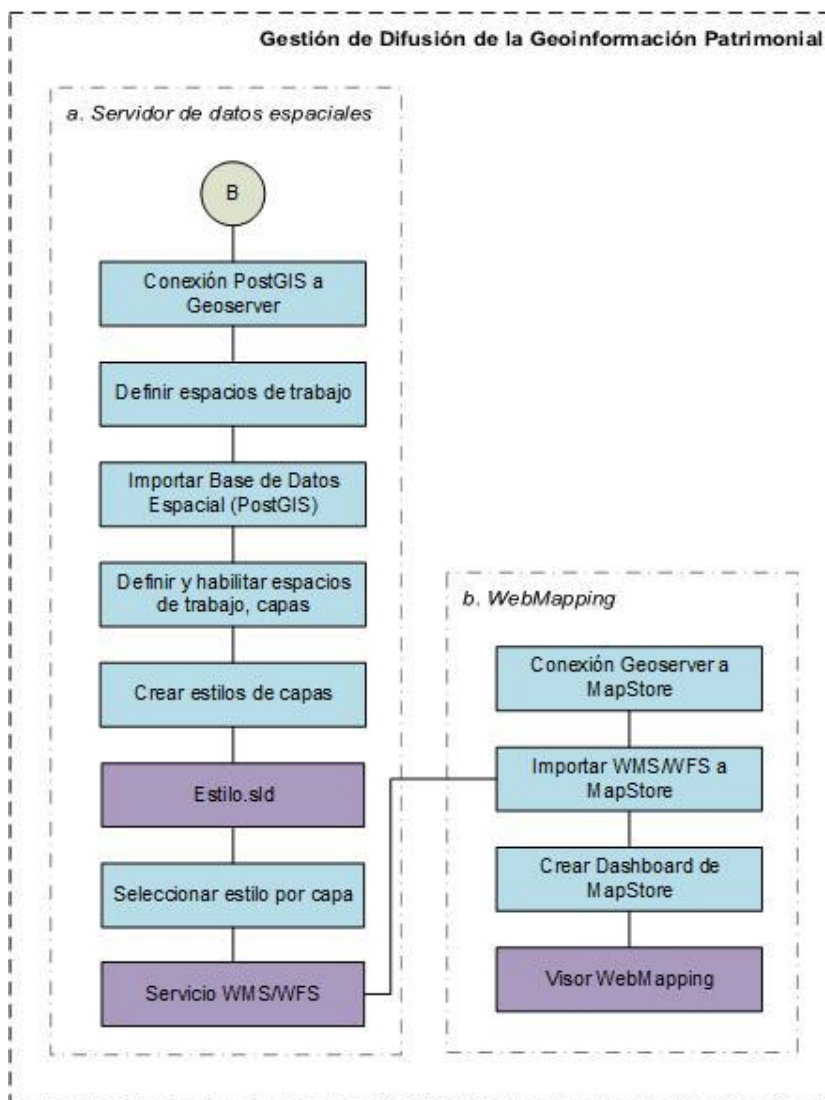 Gestión de Difusión de la Geoinformación Patrimonial
a. Servidor de datos espaciales
B
Conexión PostGIS a
Geoserver
Definir espacios de trabajo
Importar Base de Datos
Espacial (PostGIS)
Definir y habilitar espacios
de trabajo, capas
Crear estilos de capas
Estilo.sld
Seleccionar estilo por capa
Servicio WMS/WFS
b. WebMapping
Conexión Geoserver a
MapStore
Importar WMS/WFS a
MapStore
Crear Dashboard de
MapStore
Visor WebMapping